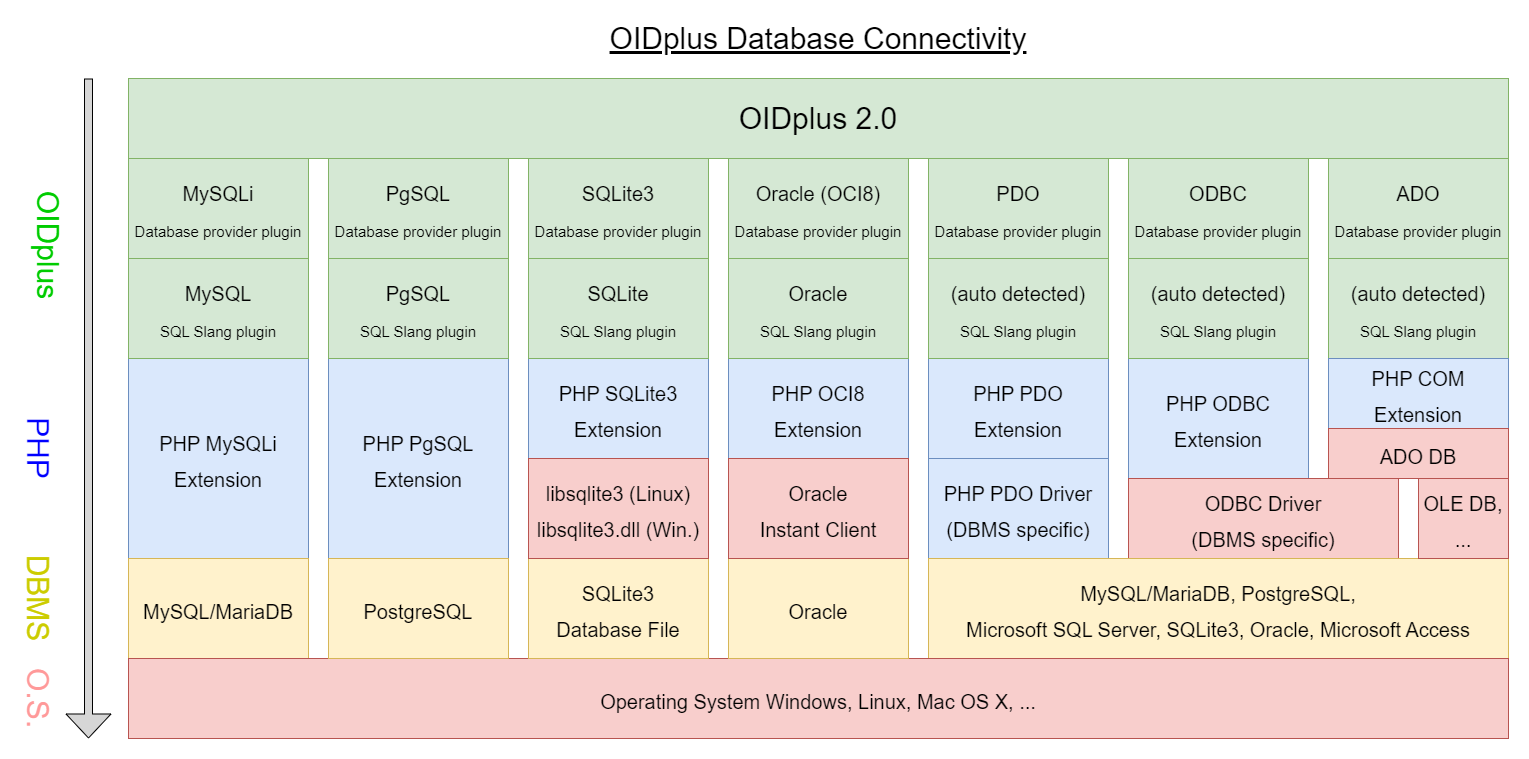 OIDplus Database Connectivity
OIDplus 2.0
OIDplus
MySQLi
Database provider plugin
PgSQL
Database provider plugin
SQLite3
Database provider plugin
Oracle (OCI8)
Database provider plugin
PDO
Database provider plugin
ODBC
Database provider plugin
ADO
Database provider plugin
MySQL
SQL Slang plugin
PgSQL
SQL Slang plugin
SQLite
SQL Slang plugin
Oracle
SQL Slang plugin
(auto detected)
SQL Slang plugin
(auto detected)
SQL Slang plugin
(auto detected)
SQL Slang plugin
PHP
PHP MySQLi
Extension
PHP PgSQL
Extension
PHP SQLite3
Extension
PHP OCI8
Extension
PHP PDO
Extension
PHP ODBC
Extension
PHP COM
Extension
ADO DB
libsqlite3 (Linux)
libsqlite3.dll (Win.)
Oracle
Instant Client
PHP PDO Driver
(DBMS specific)
ODBC Driver
(DBMS specific)
OLE DB,
...
DBMS
MySQL/MariaDB
PostgreSQL
SQLite3
Database File
Oracle
MySQL/MariaDB, PostgreSQL,
Microsoft SQL Server, SQLite3, Oracle, Microsoft Access
O.S.
Operating System Windows, Linux, Mac OS X, ...